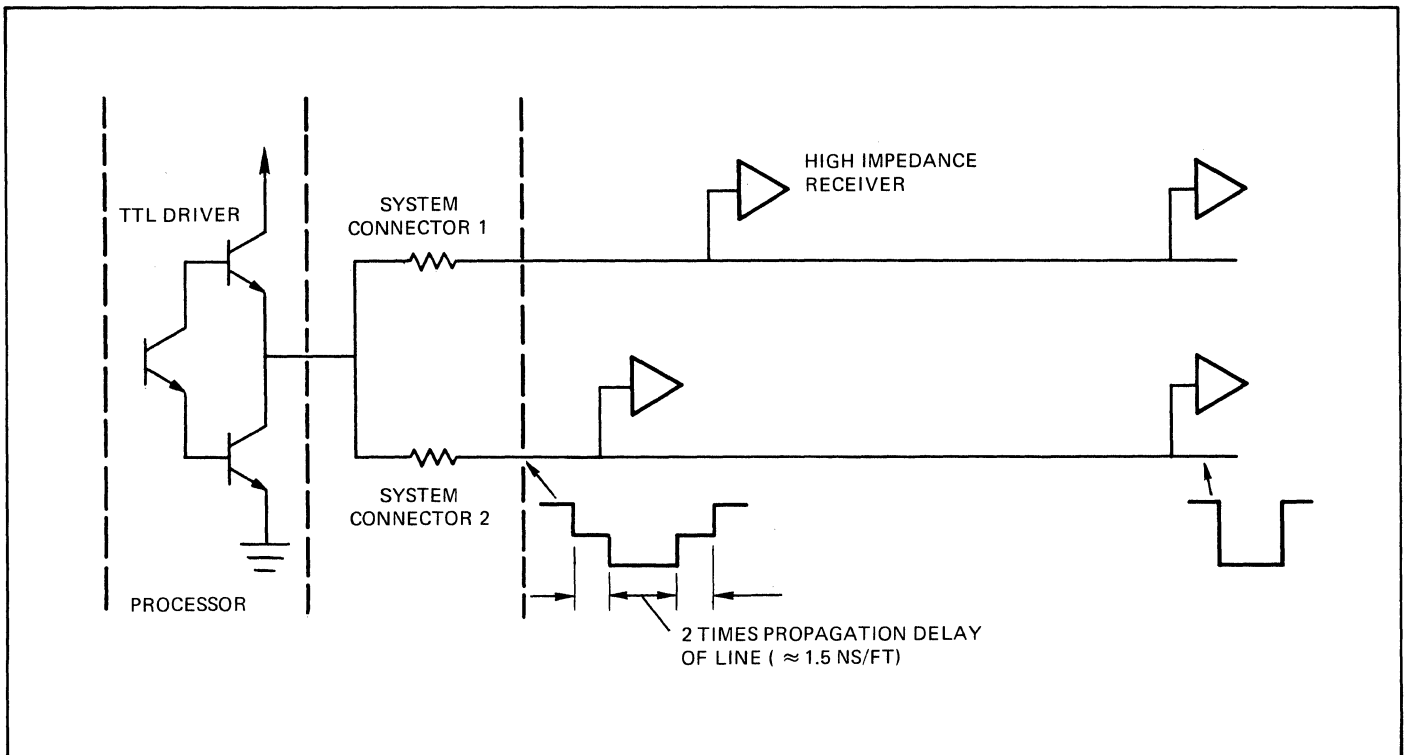 TTL DRIVER
SYSTEM
CONNECTOR 1
HIGH IMPEDANCE
RECEIVER
SYSTEM
CONNECTOR 2
PROCESSOR
2 TIMES PROPAGATION DELAY
OF LINE ( ≈ 1.5 NS/FT)